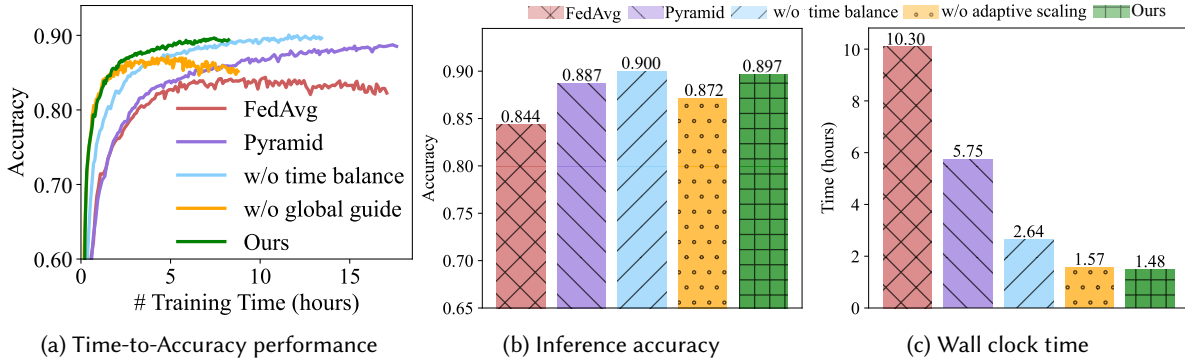 FedAvg Pyramid w/o time balance w/o adaptive scaling Ours
Accuracy
0.90
0.80
0.70
0.60
0 5 10 15
# Training Time (hours)
FedAvg
Pyramid
w/o time balance
w/o global guide
Ours
(a) Time-to-Accuracy performance
Accuracy
0.90
0.85
0.80
0.75
0.70
0.65
0.844
0.887
0.900
0.872
0.897
(b) Inference accuracy
Time (hours)
10
8
6
4
2
0
10.30
5.75
2.64
1.57
1.48
(c) Wall clock time